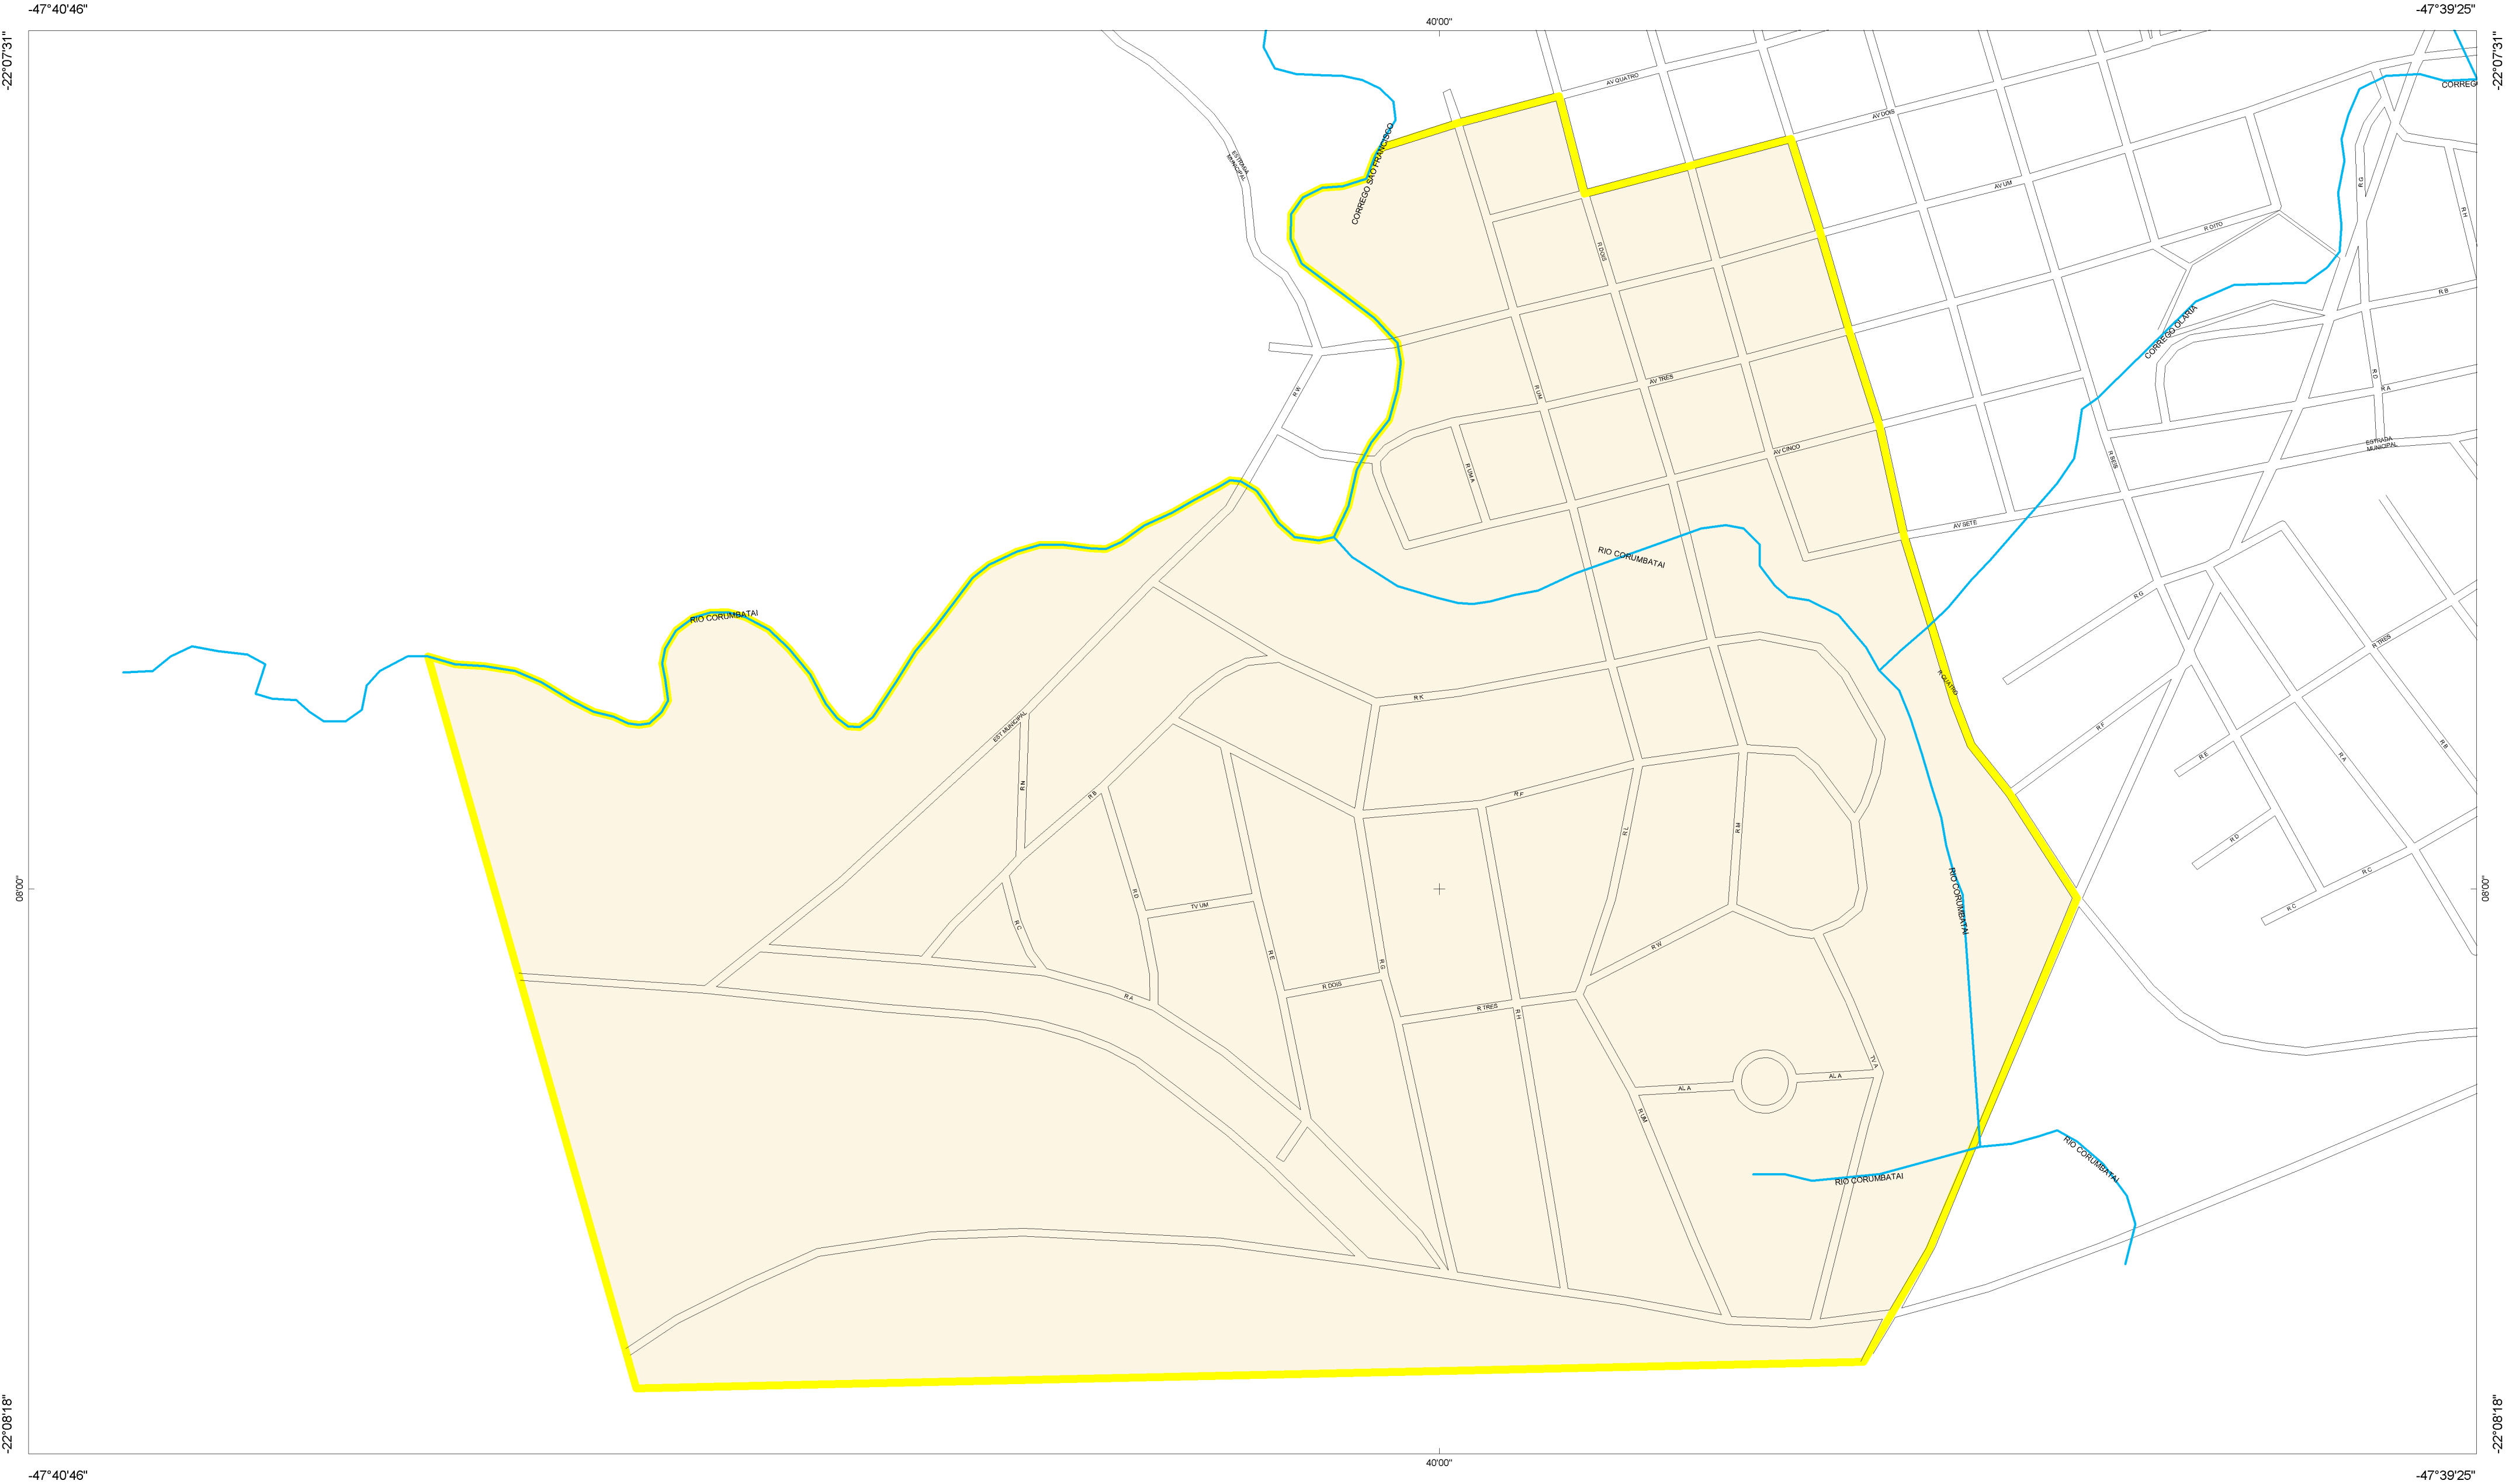 -47°40'46"
40'00"
-47°39'25"
-22°07'31"
-22°07'31"
AV QUATRO
CORREG
AV DOIS
CORREGO SAO FRANCISCO
ESTRADA
MUNICIPAL
AV UM
R G
R H
R OITO
R DOIS
R B
CORREGO OLARIA
AV TRES
R UM
R W
R D
R A
ESTRADA
MUNICIPAL
AV CINCO
R UM A
R SEIS
AV SETE
RIO CORUMBATAI
R G
RIO CORUMBATAI
R TRES
R QUATRO
R K
EST MUNICIPAL
R F
R B
R E
R A
R N
R B
R F
R L
R M
R D
R C
R C
08'00"
08'00"
R D
TV UM
R C
RIO CORUMBATAI
R E
R G
R W
R DOIS
R A
R TRES
R H
TV A
AL A
AL A
R UM
RIO CORUMBATAI
RIO CORUMBATAI
-22°08'18"
-22°08'18"
-47°40'46"
40'00"
-47°39'25"